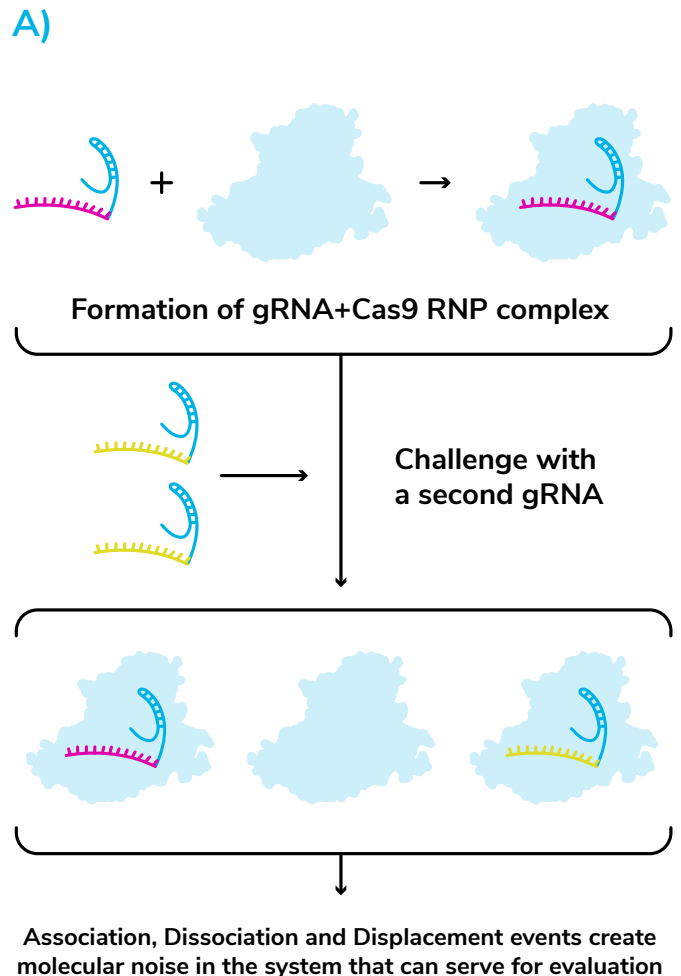 A)
+
Formation of gRNA+Cas9 RNP complex
Challenge with
a second gRNA
Association, Dissociation and Displacement events create
molecular noise in the system that can serve for evaluation